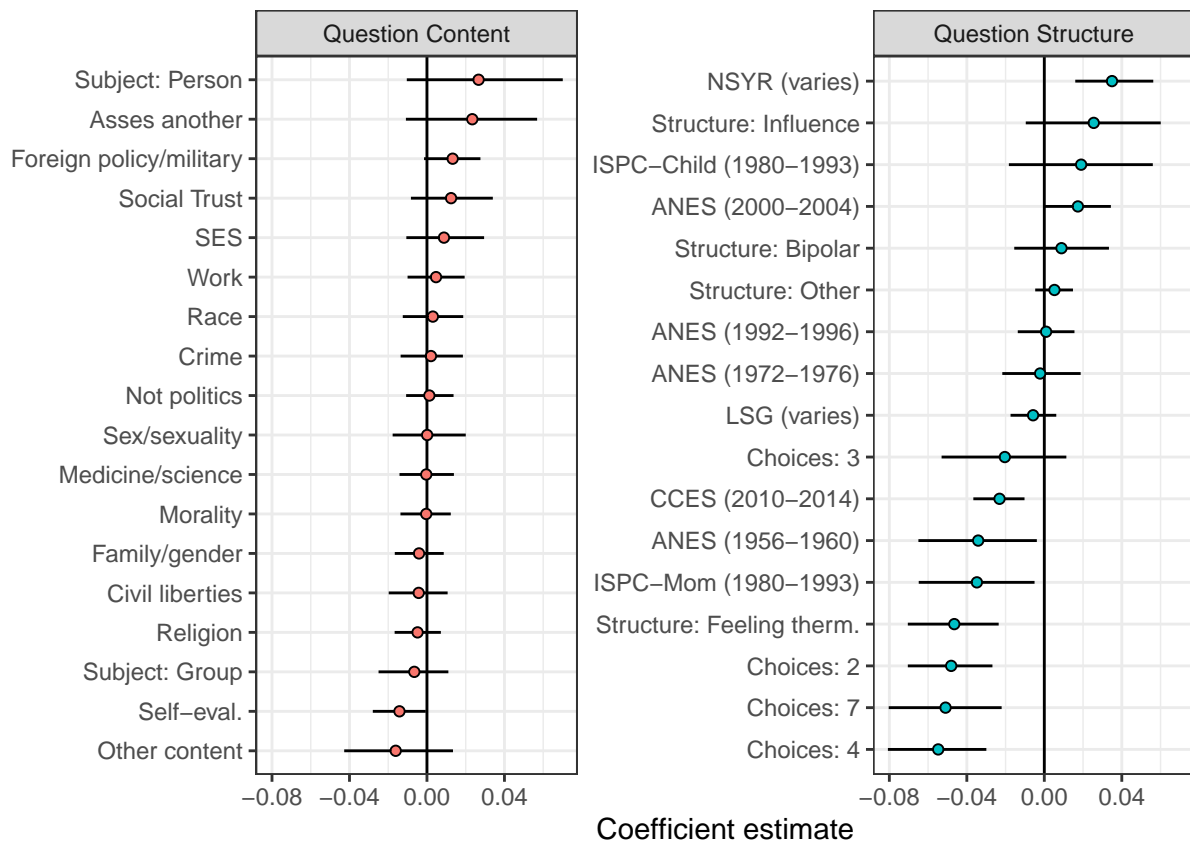 Question Content
Subject: Person
Asses another
Foreign policy/military
Social Trust
SES
Work
Race
Crime
Not politics
Sex/sexuality
Medicine/science
Morality
Family/gender
Civil liberties
Religion
Subject: Group
Self−eval.
Other content
−0.08 −0.04 0.00 0.04
Question Structure
NSYR (varies)
Structure: Influence
ISPC−Child (1980−1993)
ANES (2000−2004)
Structure: Bipolar
Structure: Other
ANES (1992−1996)
ANES (1972−1976)
LSG (varies)
Choices: 3
CCES (2010−2014)
ANES (1956−1960)
ISPC−Mom (1980−1993)
Structure: Feeling therm.
Choices: 2
Choices: 7
Choices: 4
−0.08 −0.04 0.00 0.04
Coefficient estimate